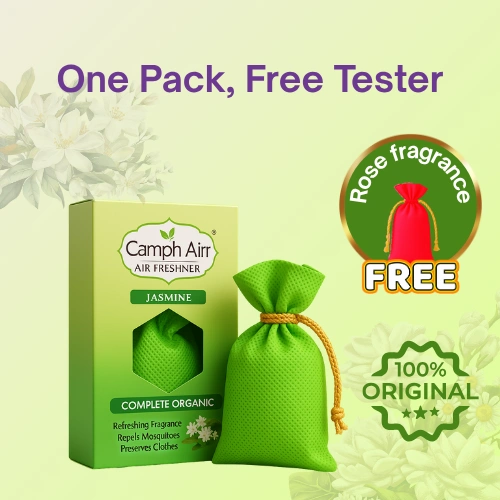 One Pack, Free Tester
Rose fragrance
FREE
Camph Airr®
AIR FRESHNER
JASMINE
COMPLETE ORGANIC
Refreshing Fragrance
Repels Mosquitoes
Preserves Clothes
100%
ORIGINAL